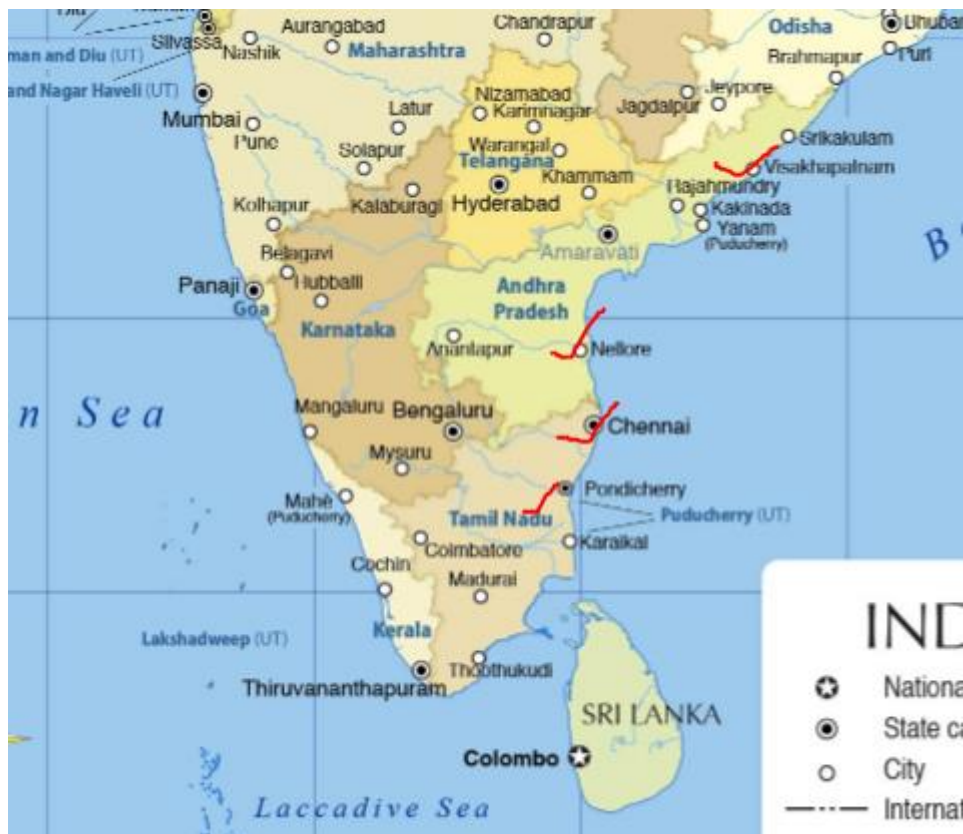 Silvassa
Nashik
Aurangabad
Maharashtra
Chandrapur
Odisha
Bhubar
Puri
Brahmapur
man and Diu (UT)
and Nagar Haveli (UT)
Mumbai
Pune
Latur
Solapur
Nizamabad
Karimnagar
Warangal
Telangana
Khammam
Hyderabad
Jagdalpur
Jeypore
Srikakulam
Visakhapatnam
Rajahmundry
Kakinada
Yanam
(Puducherry)
Kolhapur
Kalaburagi
Amaravati
Belagavi
Hubballi
Panaji
Goa
Karnataka
Andhra
Pradesh
Anantapur
Nellore
n Sea
Mangaluru
Bengaluru
Chennai
Mysuru
Mahé
(Puducherry)
Pondicherry
Tamil Nadu
Puducherry (UT)
Coimbatore
Karaikal
Cochin
Madurai
Kerala
Lakshadweep (UT)
Thoothukudi
Thiruvananthapuram
SRI LANKA
Colombo
Laccadive Sea
IND
Nationa
State ca
City
Internat